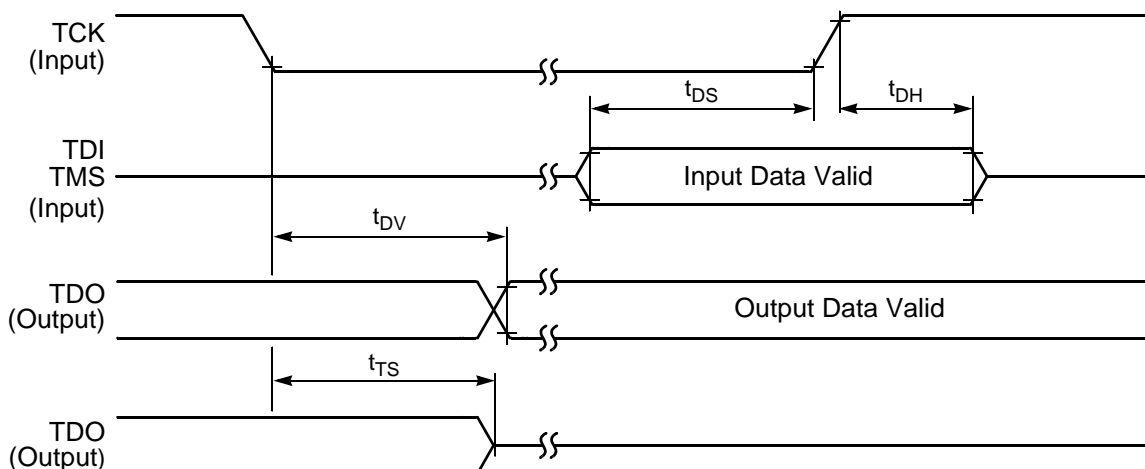 TCK
(Input)
tDS
tDH
TDI
TMS
(Input)
Input Data Valid
tDV
TDO
(Output)
Output Data Valid
tTS
TDO
(Output)